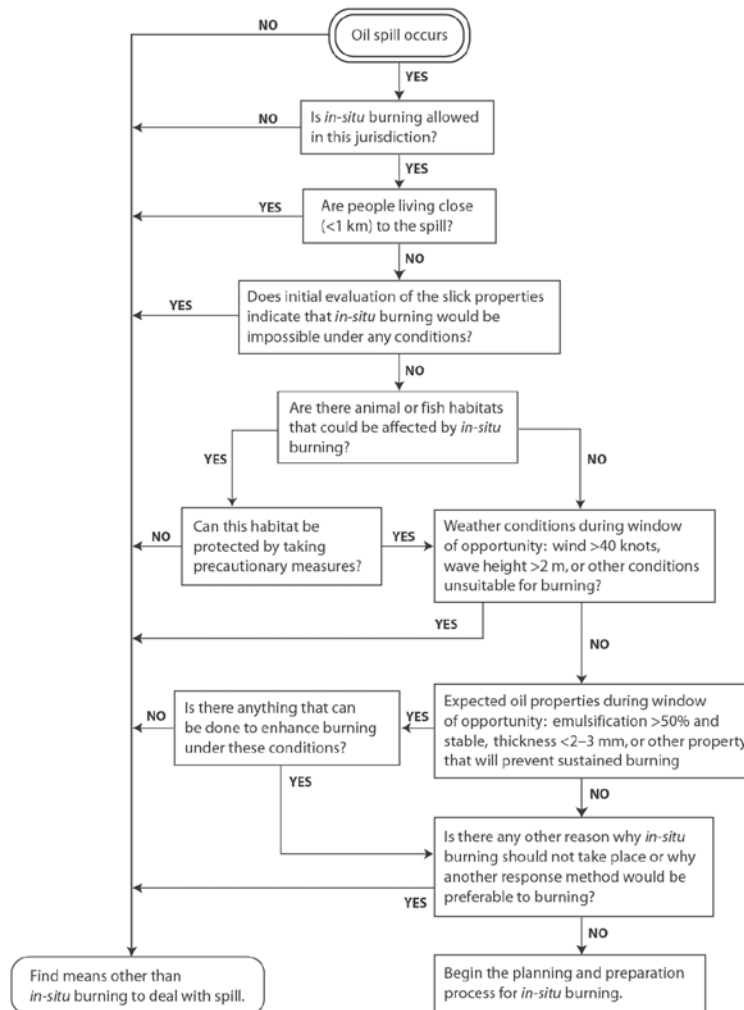 NO
Oil spill occurs
YES
NO
Is in-situ burning allowed
in this jurisdiction?
YES
YES
Are people living close
(<1 km) to the spill?
NO
YES
Does initial evaluation of the slick properties
indicate that in-situ burning would be
impossible under any conditions?
NO
Are there animal or fish habitats
that could be affected by in-situ
burning?
YES
NO
NO
Can this habitat be
protected by taking
precautionary measures?
YES
Weather conditions during window
of opportunity: wind >40 knots,
wave height >2 m, or other conditions
unsuitable for burning?
YES
NO
NO
Is there anything that can
be done to enhance burning
under these conditions?
YES
Expected oil properties during window
of opportunity: emulsification >50% and
stable, thickness <2–3 mm, or other property
that will prevent sustained burning
YES
NO
Is there any other reason why in-situ
burning should not take place or why
another response method would be
preferable to burning?
YES
NO
Find means other than
in-situ burning to deal with spill.
Begin the planning and preparation
process for in-situ burning.